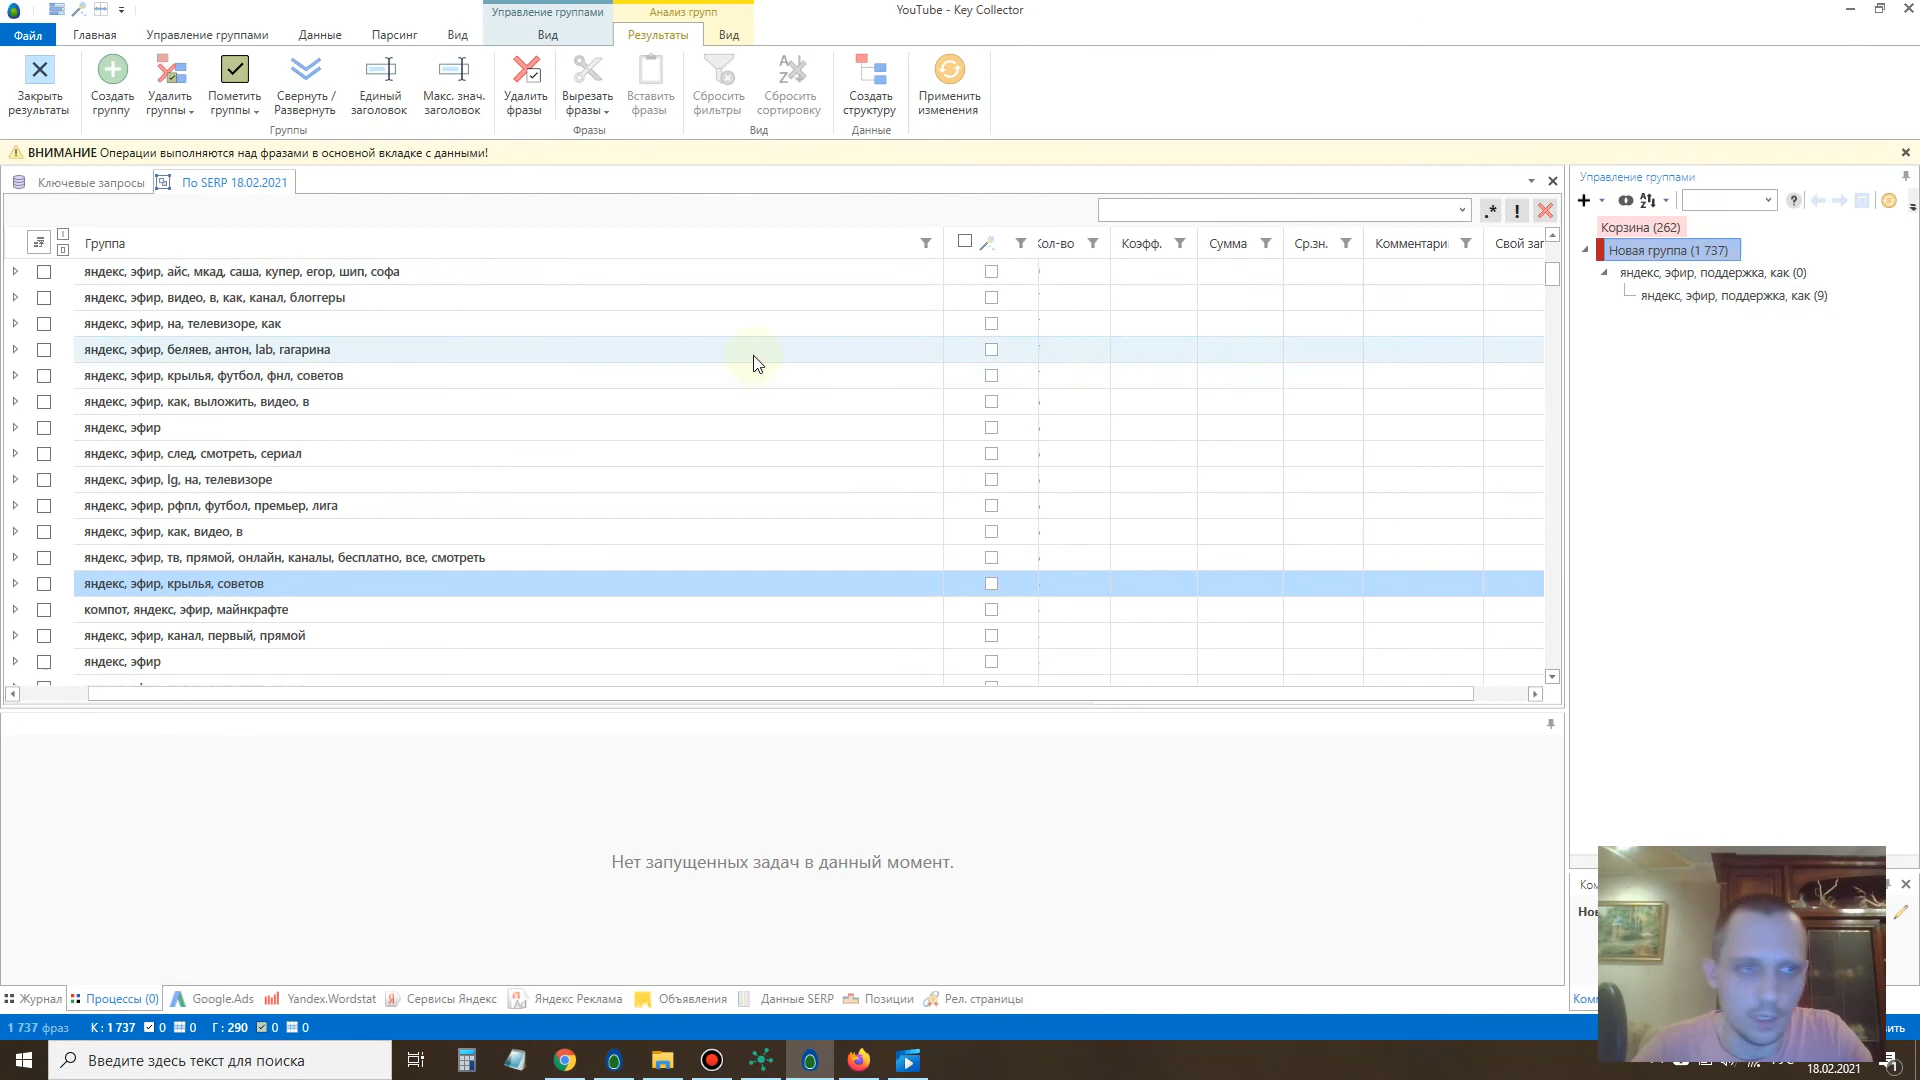 Управление группами
Анализ групп
YouTube - Key Collector
Файл
Главная
Управление группами
Данные
Парсинг
Вид
Вид
Результаты
Вид
Закрыть результаты
Создать группу
Удалить группы
Пометить группы
Свернуть / Развернуть
Единый заголовок
Макс. знач. заголовок
Удалить фразы
Вырезать фразы
Вставить фразы
Сбросить фильтры
Сбросить сортировку
Создать структуру
Применить изменения
Группы
Фразы
Вид
Данные
ВНИМАНИЕ Операции выполняются над фразами в основной вкладке с данными!
Ключевые запросы
По SERP 18.02.2021
Управление группами
Группа
Кол-во
Коэфф.
Сумма
Ср.зн.
Комментари
Свой заг
яндекс, эфир, айс, мкад, саша, купер, егор, шип, софа
яндекс, эфир, видео, в, как, канал, блоггеры
яндекс, эфир, на, телевизоре, как
яндекс, эфир, беляев, антон, lab, гагарина
яндекс, эфир, крылья, футбол, фнл, советов
яндекс, эфир, как, выложить, видео, в
яндекс, эфир
яндекс, эфир, след, смотреть, сериал
яндекс, эфир, lg, на, телевизоре
яндекс, эфир, рфпл, футбол, премьер, лига
яндекс, эфир, как, видео, в
яндекс, эфир, тв, прямой, онлайн, каналы, бесплатно, все, смотреть
яндекс, эфир, крылья, советов
компот, яндекс, эфир, майнкрафте
яндекс, эфир, канал, первый, прямой
яндекс, эфир
Корзина (262)
Новая группа (1 737)
яндекс, эфир, поддержка, как (0)
яндекс, эфир, поддержка, как (9)
Нет запущенных задач в данный момент.
Ком
Нов
Журнал
Процессы (0)
Google.Ads
Yandex.Wordstat
Сервисы Яндекс
Яндекс Реклама
Объявления
Данные SERP
Позиции
Рел. страницы
Комм
1 737 фраз
К: 1 737
0
0
Г: 290
0
0
ить
Введите здесь текст для поиска
18.02.2021
1